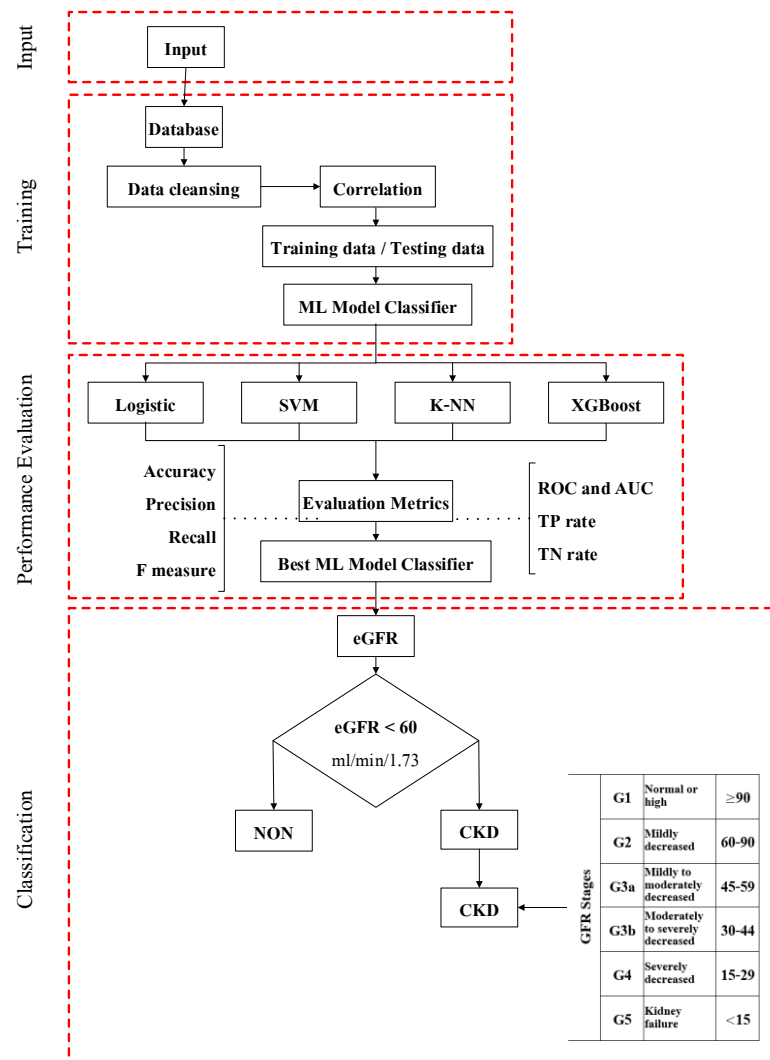 Input
Input
Training
Database
Data cleansing
Correlation
Training data / Testing data
ML Model Classifier
Performance Evaluation
Logistic
SVM
K-NN
XGBoost
Accuracy
Precision
Recall
F measure
Evaluation Metrics
ROC and AUC
TP rate
TN rate
Best ML Model Classifier
Classification
eGFR
eGFR < 60
ml/min/1.73
NON
CKD
CKD
GFR Stages
G1
Normal or
high
≥90
G2
Mildly
decreased
60-90
G3a
Mildly to
moderately
decreased
45-59
G3b
Moderately
to severely
decreased
30-44
G4
Severely
decreased
15-29
G5
Kidney
failure
<15